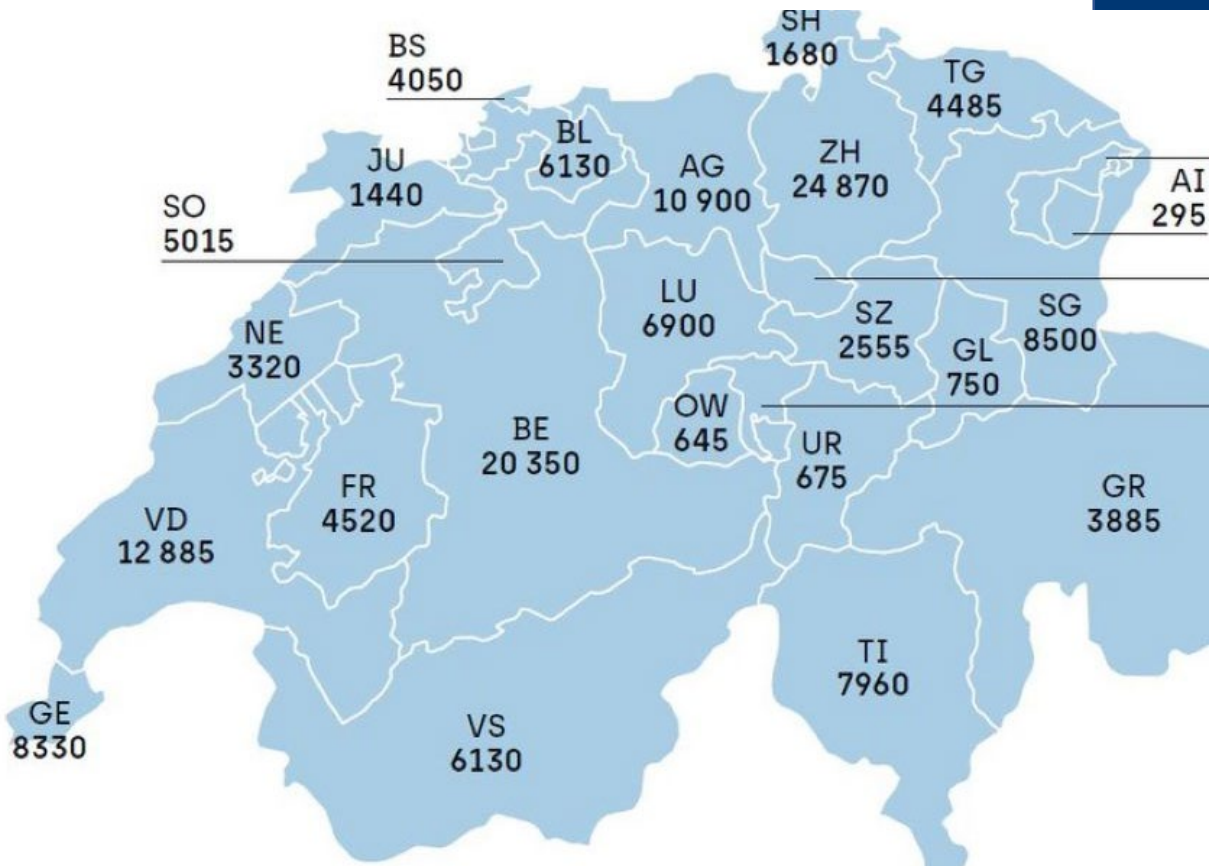 SH
1680
BS
4050
TG
4485
BL
6130
JU
1440
AG
10 900
ZH
24 870
AI
295
SO
5015
LU
6900
SZ
2555
SG
8500
NE
3320
GL
750
OW
645
BE
20 350
UR
675
FR
4520
GR
3885
VD
12 885
TI
7960
GE
8330
VS
6130